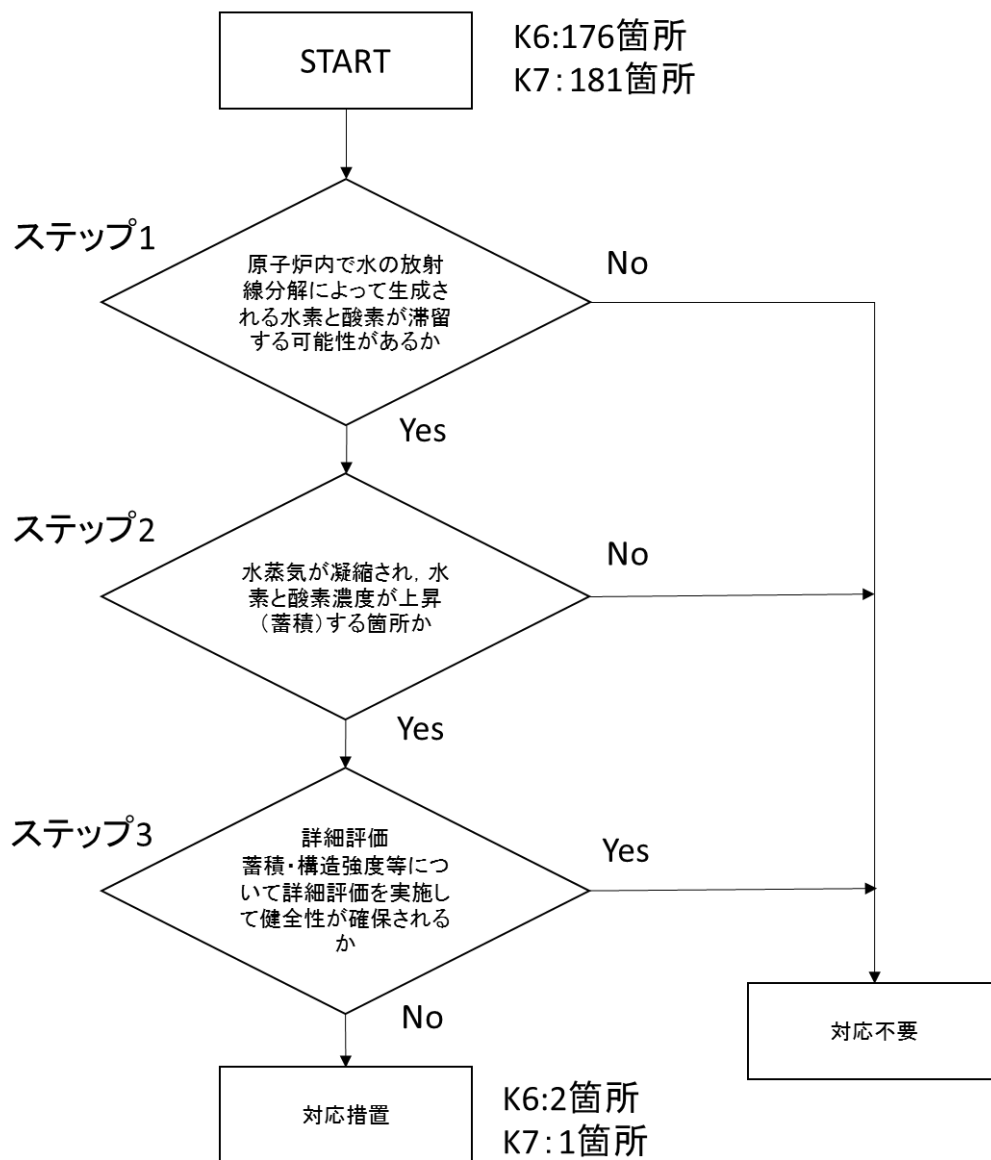 START
K6:176箇所
K7：181箇所
ステップ1
原子炉内で水の放射
線分解によって生成さ
れる水素と酸素が滞留
する可能性があるか
No
Yes
ステップ2
水蒸気が凝縮され，水
素と酸素濃度が上昇
（蓄積）する箇所か
No
Yes
ステップ3
詳細評価
蓄積・構造強度等につ
いて詳細評価を実施し
て健全性が確保される
か
Yes
No
対応不要
対応措置
K6:2箇所
K7：1箇所